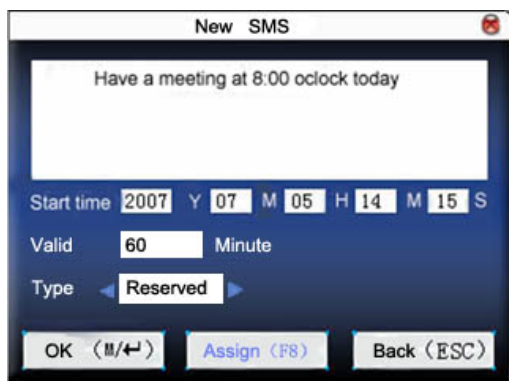 New SMS
Have a meeting at 8:00 oclock today
Start time 2007 Y 07 M 05 H 14 M 15 S
Valid 60 Minute
Type Reserved
OK (M/↵) Assign (F8) Back (ESC)